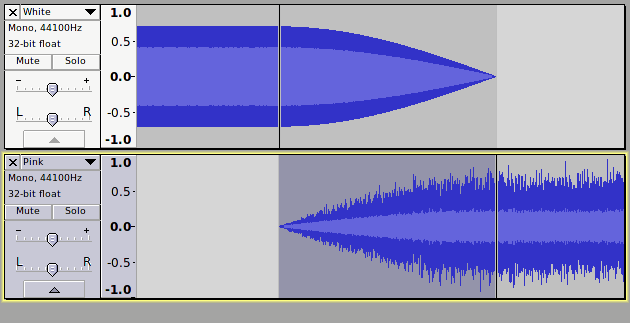 White
Mono, 44100Hz
32-bit float
Mute Solo
- +
L R
1.0
0.5-
0.0-
-0.5-
-1.0
Pink
Mono, 44100Hz
32-bit float
Mute Solo
- +
L R
1.0
0.5-
0.0-
-0.5-
-1.0